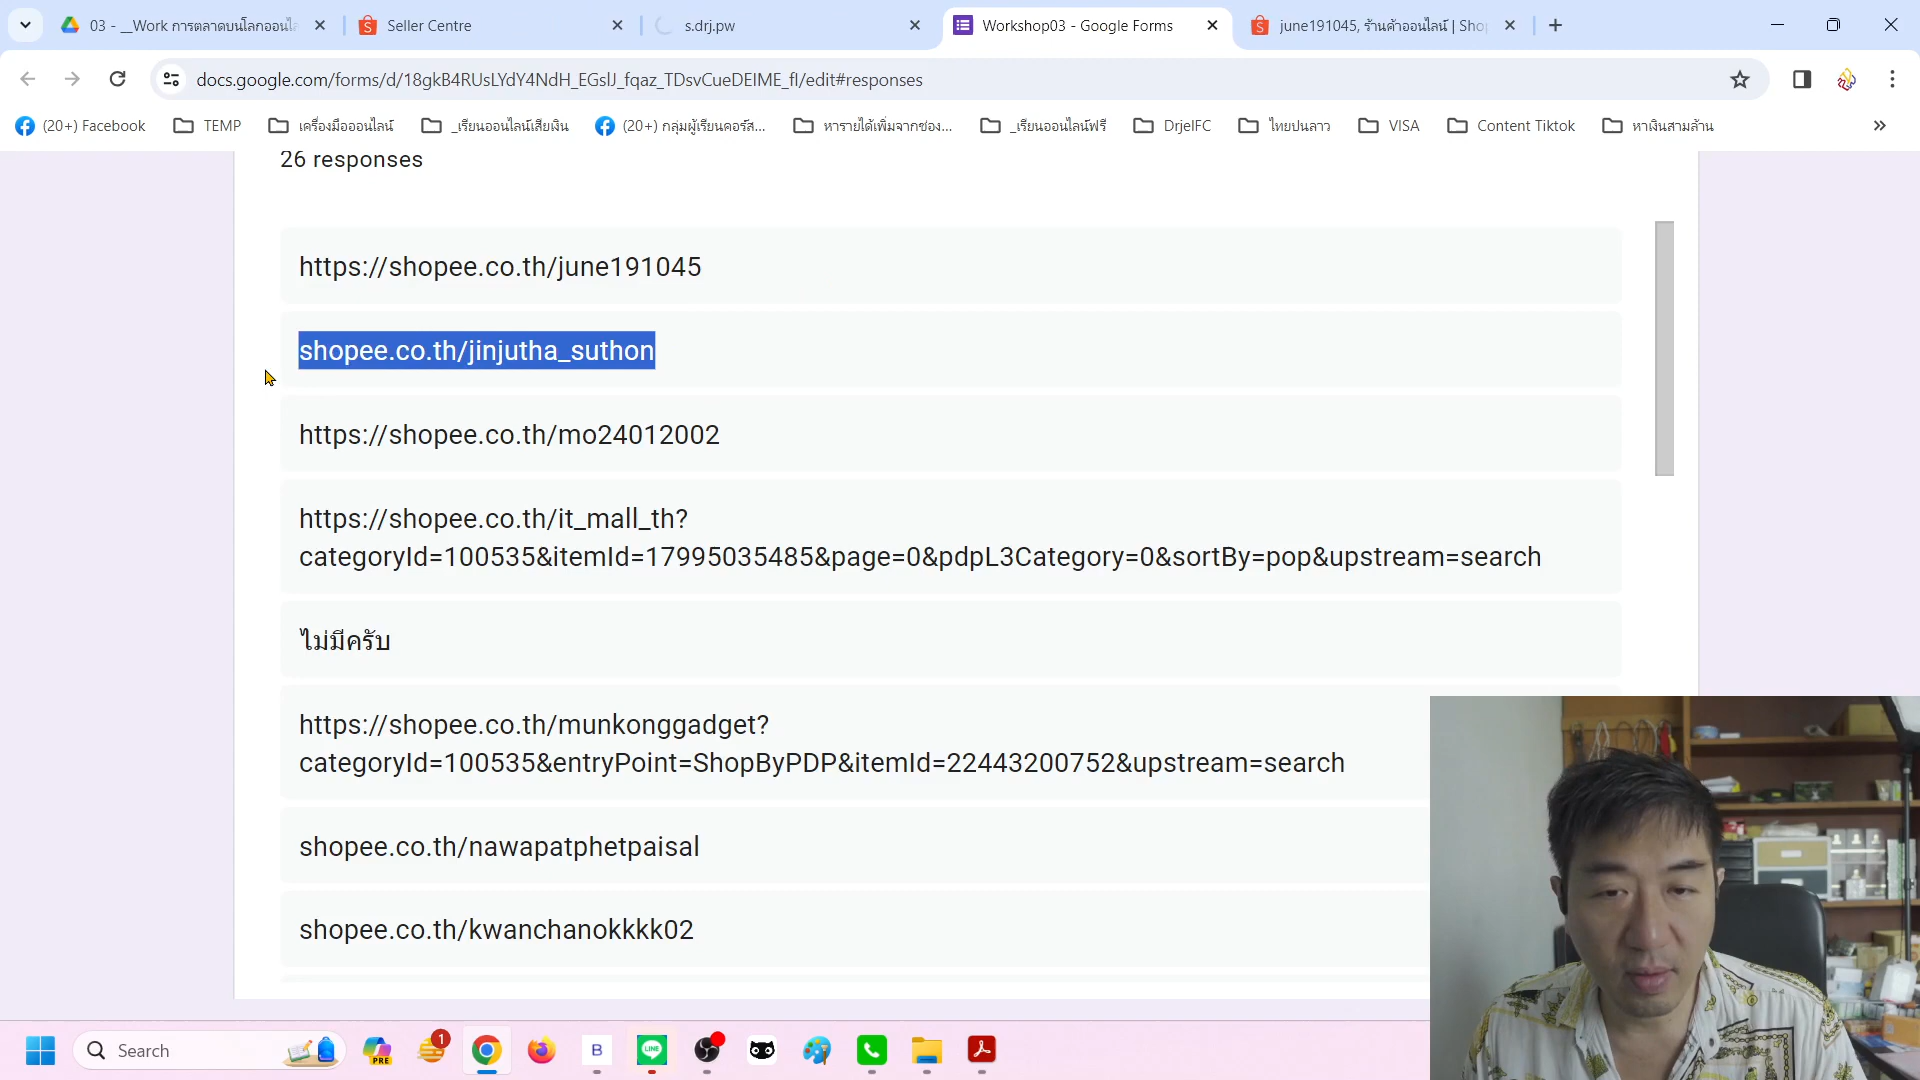 03 - __Work การตลาดบนโลกออนไล
Seller Centre
s.drj.pw
Workshop03 - Google Forms
june191045, ร้านค้าออนไลน์ | Sho
docs.google.com/forms/d/18gkB4RUsLYdY4NdH_EGslJ_fqaz_TDsvCueDEIME_fI/edit#responses
(20+) Facebook
TEMP
เครื่องมือออนไลน์
_เรียนออนไลน์เสียเงิน
(20+) กลุ่มผู้เรียนคอร์ส...
หารายได้เพิ่มจากช่อง...
_เรียนออนไลน์ฟรี
DrjeIFC
ไทยปนลาว
VISA
Content Tiktok
หาเงินสามล้าน
26 responses
https://shopee.co.th/june191045
shopee.co.th/jinjutha_suthon
https://shopee.co.th/mo24012002
https://shopee.co.th/it_mall_th?
categoryId=100535&itemId=17995035485&page=0&pdpL3Category=0&sortBy=pop&upstream=search
ไม่มีครับ
https://shopee.co.th/munkonggadget?
categoryId=100535&entryPoint=ShopByPDP&itemId=22443200752&upstream=search
shopee.co.th/nawapatphetpaisal
shopee.co.th/kwanchanokkkk02
Search
PRE
1
B
LINE